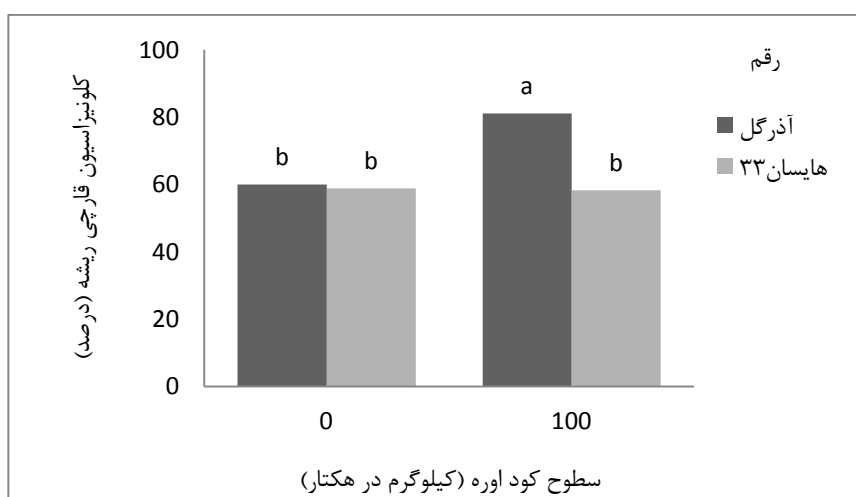 کلونیزاسیون قارچی ریشه (درصد)
100
80
60
40
20
0
b b a b
0 100
سطوح کود اوره (کیلوگرم در هکتار)
رقم
آذرگل
هایسان۳۳